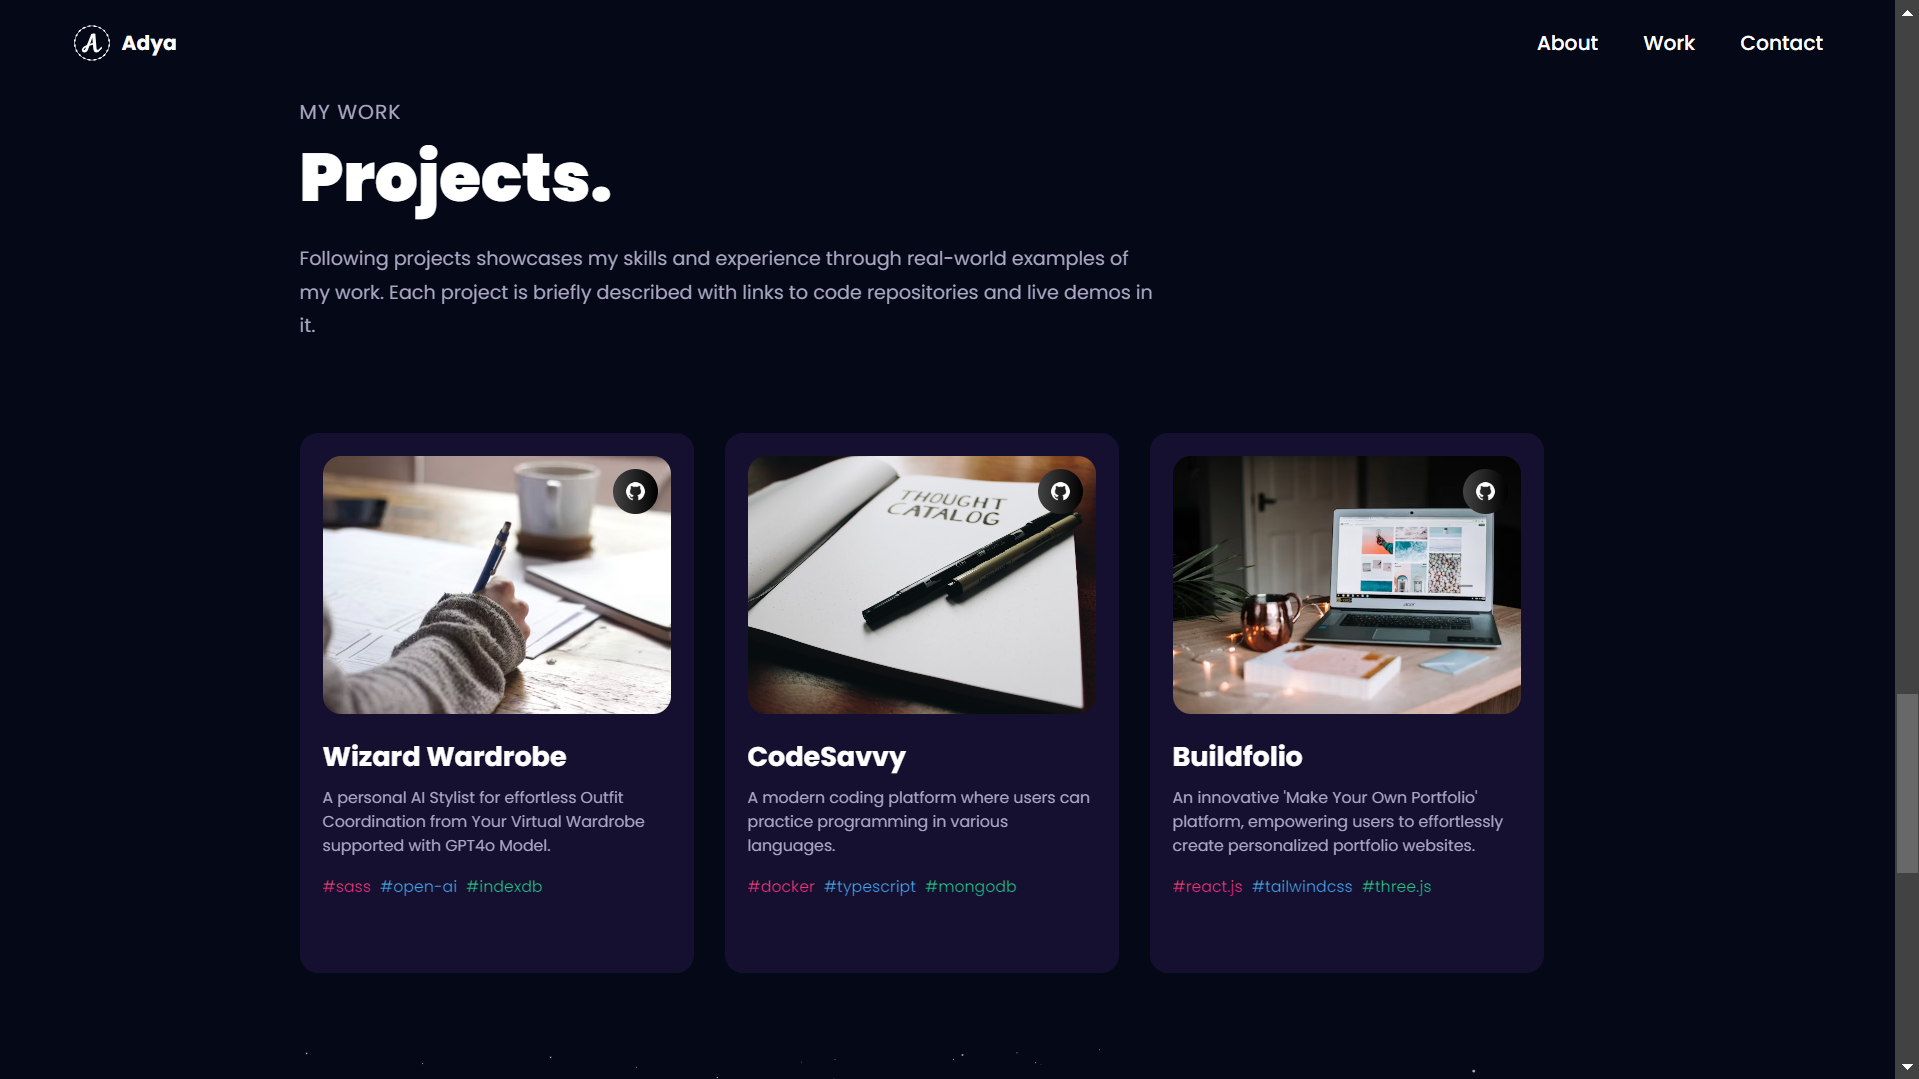 A Adya
About Work Contact
MY WORK
Projects.
Following projects showcases my skills and experience through real-world examples of
my work. Each project is briefly described with links to code repositories and live demos in
it.
THOUGHT
CATALOG
acer
Wizard Wardrobe
A personal AI Stylist for effortless Outfit
Coordination from Your Virtual Wardrobe
supported with GPT4o Model.
#sass #open-ai #indexdb
CodeSavvy
A modern coding platform where users can
practice programming in various
languages.
#docker #typescript #mongodb
Buildfolio
An innovative 'Make Your Own Portfolio'
platform, empowering users to effortlessly
create personalized portfolio websites.
#react.js #tailwindcss #three.js